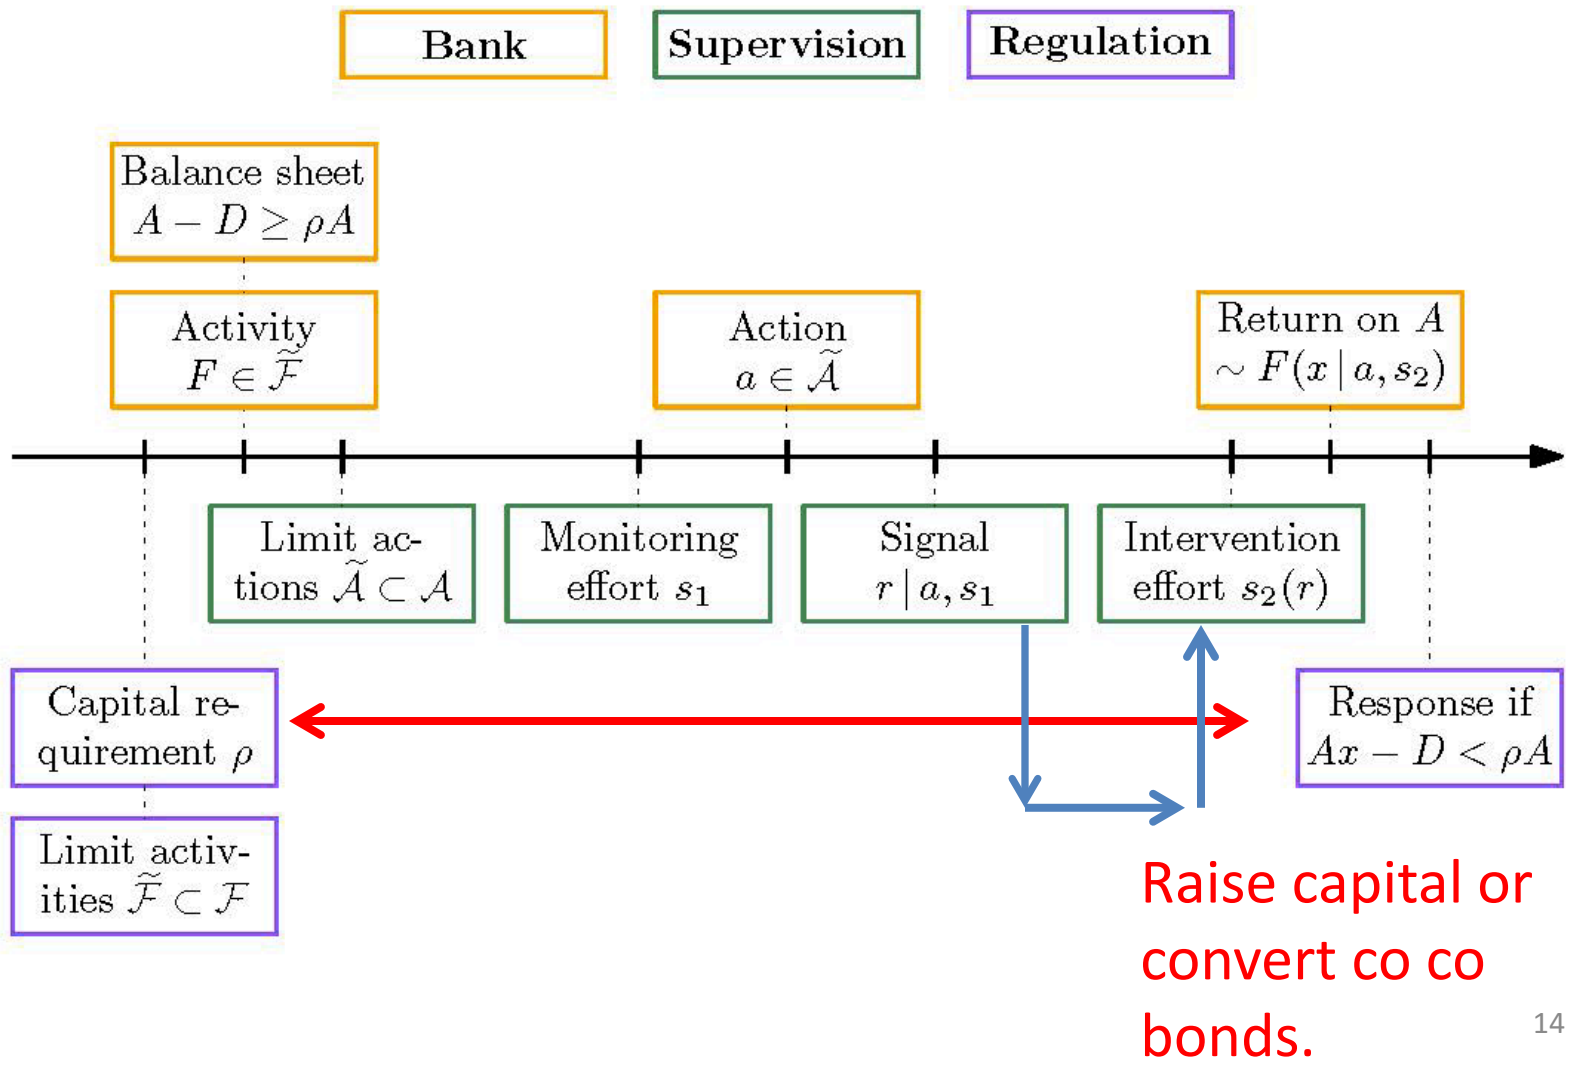 Bank
Supervision
Regulation
Balance sheet
A − D ≥ ρA
Activity
F ∈ ℱ̃
Action
a ∈ 𝒜̃
Return on A
∼ F(x | a, s₂)
Limit ac-
tions 𝒜̃ ⊂ 𝒜
Monitoring
effort s₁
Signal
r | a, s₁
Intervention
effort s₂(r)
Capital re-
quirement ρ
Response if
Ax − D < ρA
Limit activ-
ities ℱ̃ ⊂ ℱ
Raise capital or
convert co co
bonds.
14